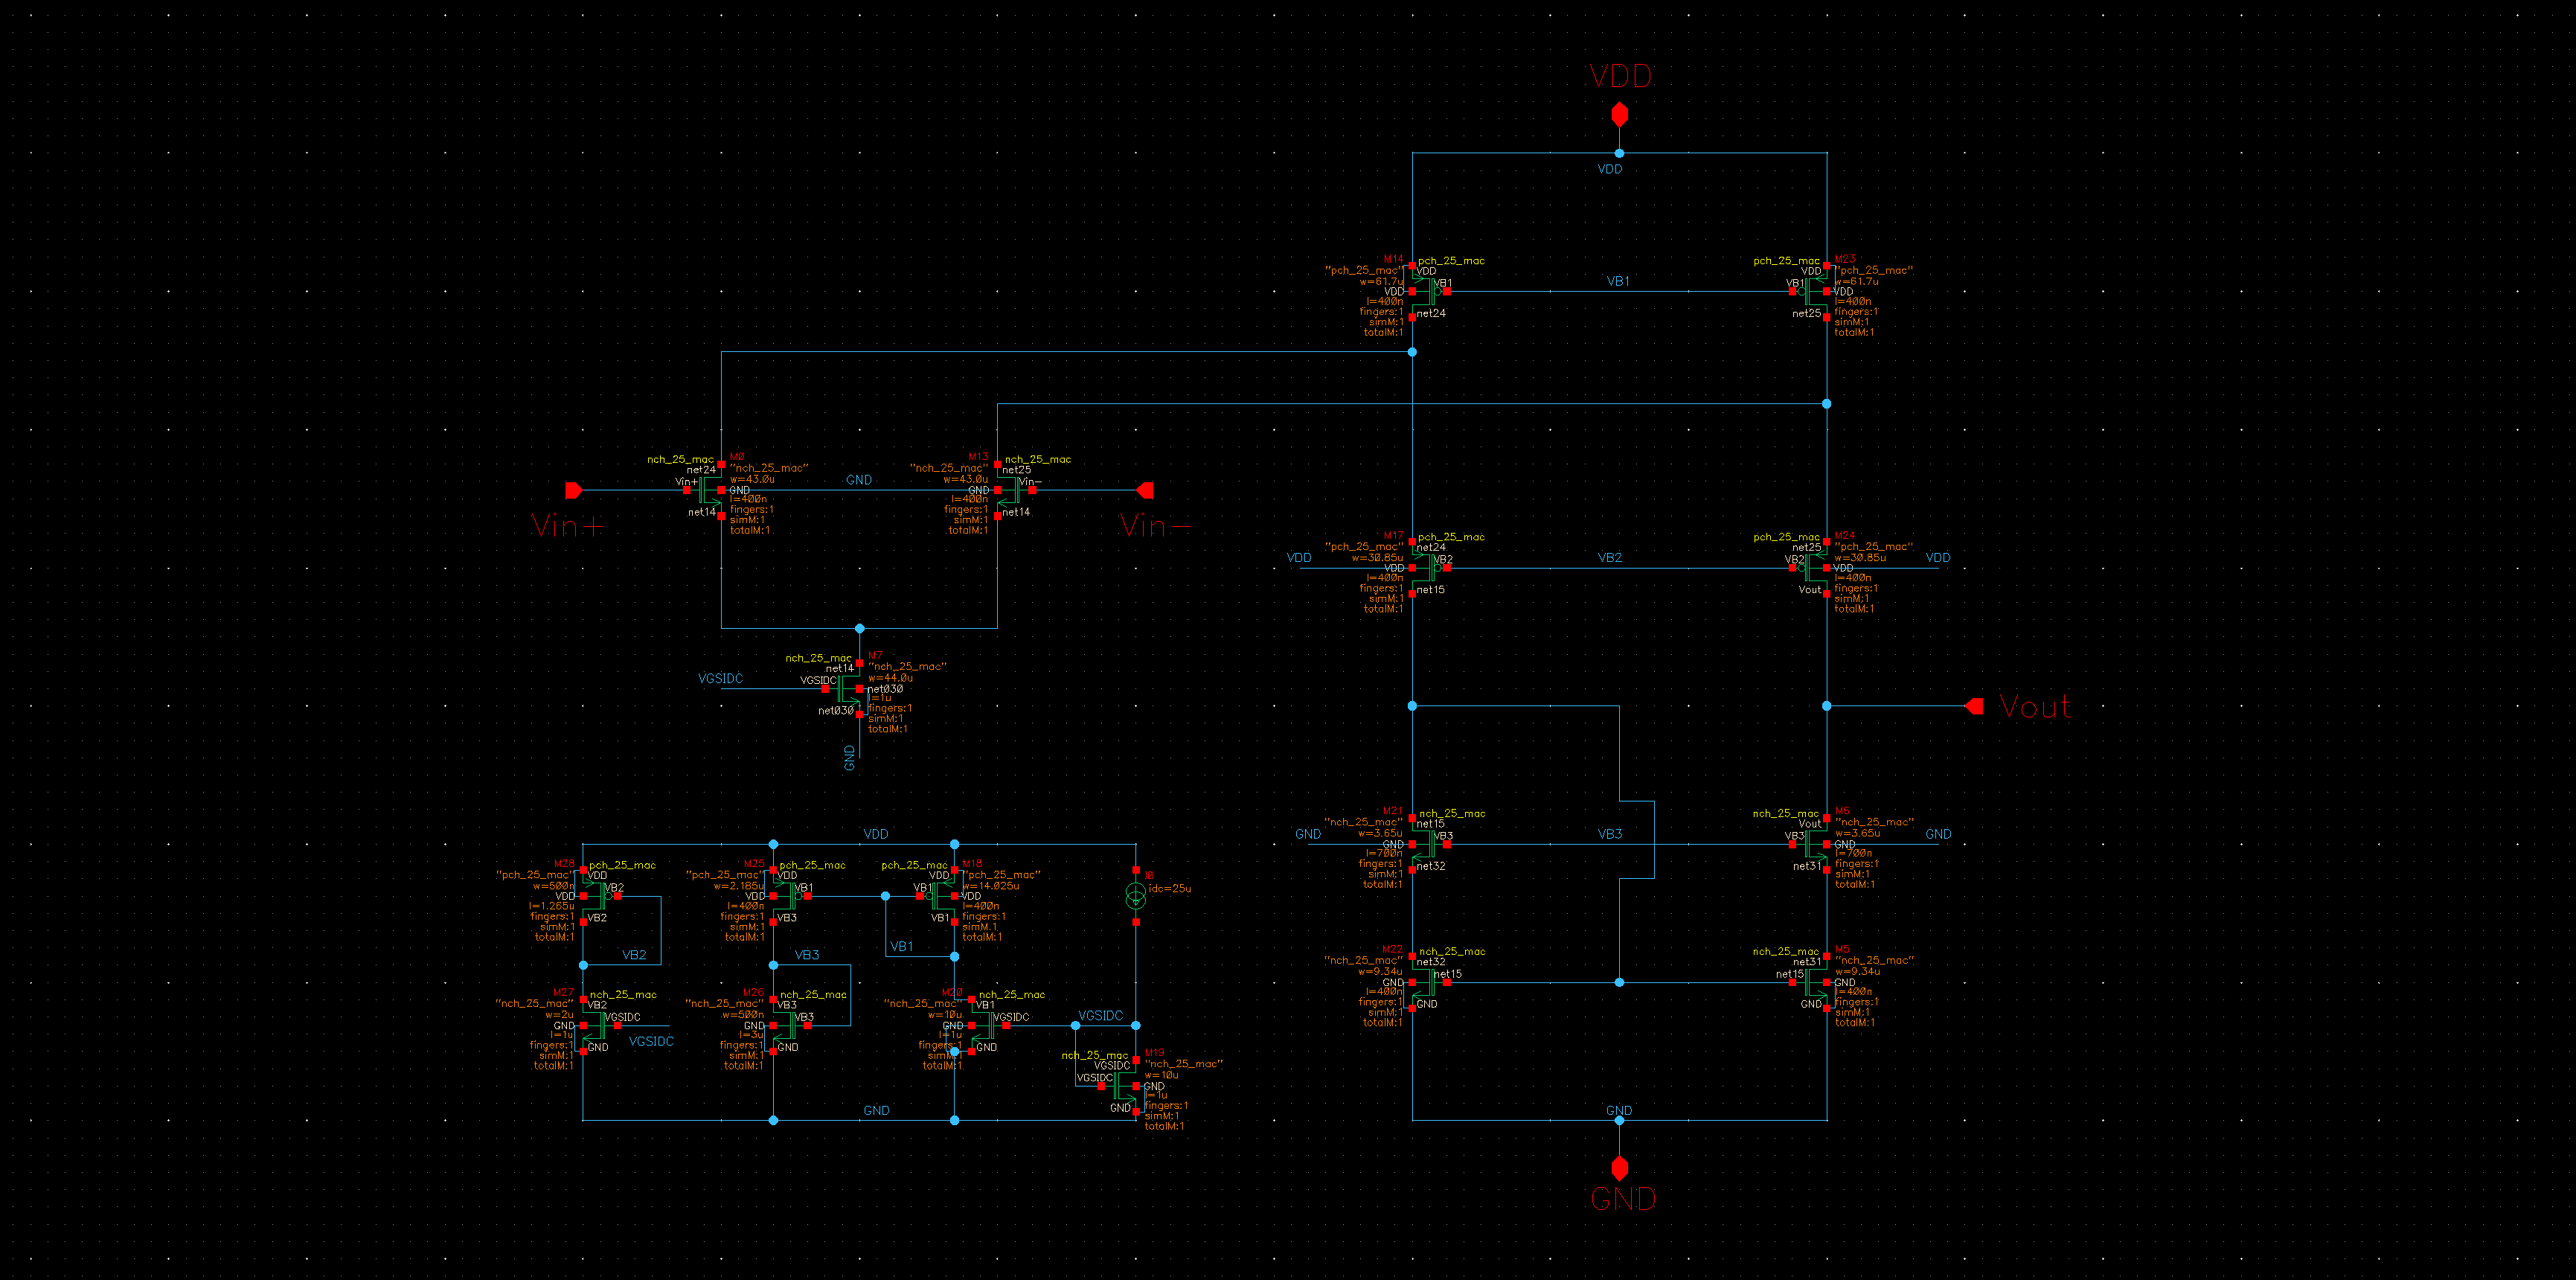 VDD
VDD
M14
pch_25_mac
VDD
"pch_25_mac"
w=61.7u
VB1
VDD
l=400n
fingers:1
net24
simM:1
totalM:1
VB1
pch_25_mac
M23
VDD
"pch_25_mac"
w=61.7u
VB1
VDD
l=400n
fingers:1
net25
simM:1
totalM:1
nch_25_mac
M0
net24
"nch_25_mac"
w=43.0u
Vin+
GND
l=400n
fingers:1
net14
simM:1
totalM:1
GND
M13
nch_25_mac
"nch_25_mac"
net25
w=43.0u
Vin-
GND
l=400n
fingers:1
net14
simM:1
totalM:1
Vin+
Vin-
M17
pch_25_mac
"pch_25_mac"
net24
w=30.85u
VB2
VDD
VDD
l=400n
fingers:1
net15
simM:1
totalM:1
VB2
pch_25_mac
M24
net25
"pch_25_mac"
w=30.85u
VB2
VDD
VDD
l=400n
fingers:1
Vout
simM:1
totalM:1
nch_25_mac
M7
net14
"nch_25_mac"
w=44.0u
VGSIDC
VGSIDC
net030
l=1u
fingers:1
net030
simM:1
totalM:1
GND
Vout
M21
nch_25_mac
"nch_25_mac"
net15
w=3.65u
GND
VB3
GND
l=700n
fingers:1
net32
simM:1
totalM:1
VB3
nch_25_mac
M6
Vout
"nch_25_mac"
w=3.65u
VB3
GND
GND
l=700n
fingers:1
net31
simM:1
totalM:1
VDD
M28
pch_25_mac
"pch_25_mac"
VDD
w=500n
VB2
VDD
l=1.265u
fingers:1
VB2
simM:1
totalM:1
VB2
M25
pch_25_mac
"pch_25_mac"
VDD
w=2.185u
VB1
VDD
l=400n
fingers:1
VB3
simM:1
totalM:1
VB3
pch_25_mac
M18
VDD
"pch_25_mac"
w=14.025u
VB1
VDD
l=400n
fingers:1
VB1
simM:1
totalM:1
VB1
I0
idc=25u
M27
nch_25_mac
"nch_25_mac"
VB2
w=2u
VGSIDC
GND
l=1u
fingers:1
GND
simM:1
totalM:1
VGSIDC
M26
nch_25_mac
"nch_25_mac"
VB3
w=500n
VB3
GND
l=3u
fingers:1
GND
simM:1
totalM:1
M20
nch_25_mac
"nch_25_mac"
VB1
w=10u
VGSIDC
GND
l=1u
fingers:1
GND
simM:1
totalM:1
VGSIDC
nch_25_mac
M19
VGSIDC
"nch_25_mac"
w=10u
VGSIDC
GND
l=1u
fingers:1
GND
simM:1
totalM:1
GND
M22
nch_25_mac
"nch_25_mac"
net32
w=9.34u
net15
GND
l=400n
fingers:1
GND
simM:1
totalM:1
nch_25_mac
M5
net31
"nch_25_mac"
w=9.34u
net15
GND
l=400n
fingers:1
GND
simM:1
totalM:1
GND
GND